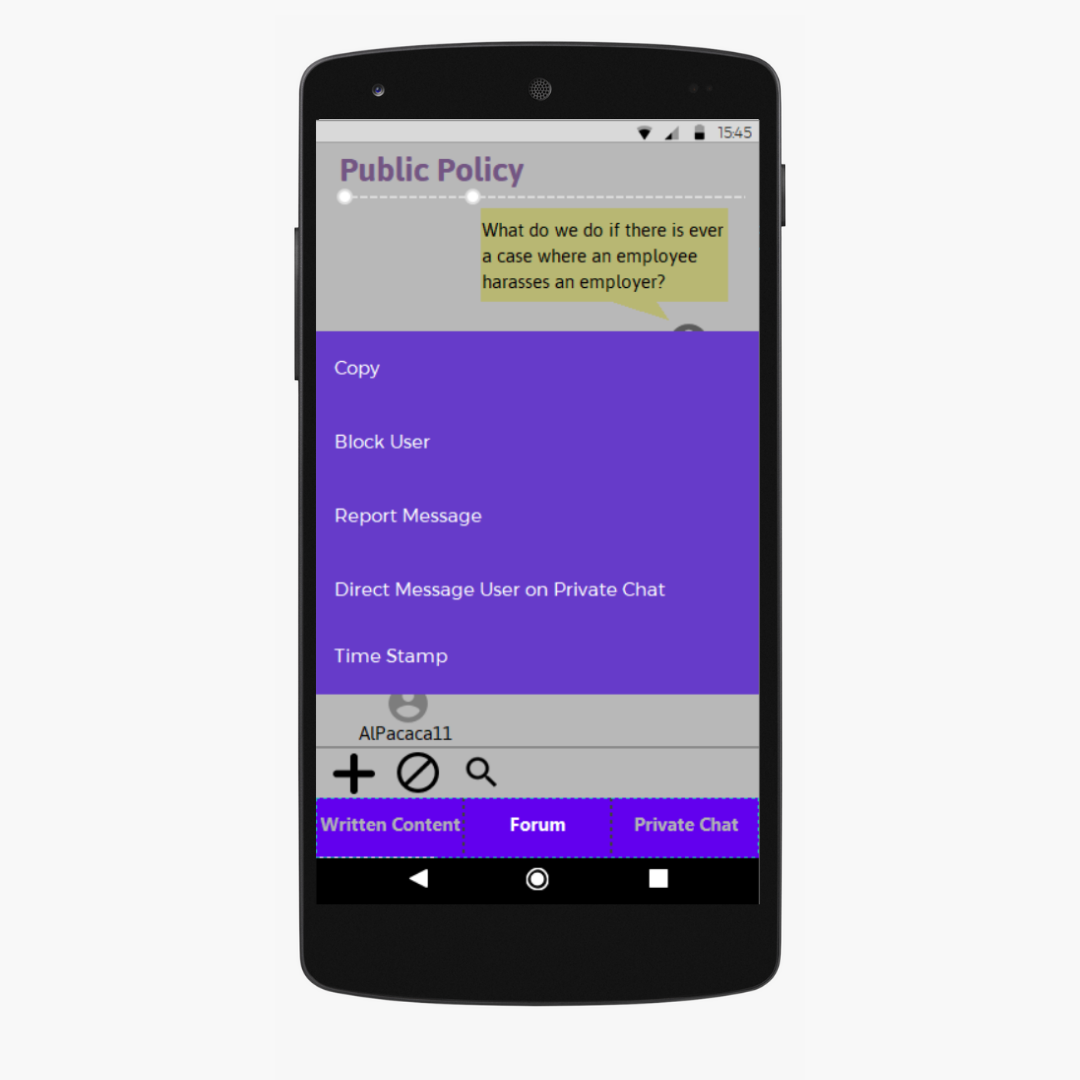 15:45
Public Policy
What do we do if there is ever
a case where an employee
harasses an employer?
Copy
Block User
Report Message
Direct Message User on Private Chat
Time Stamp
AlPacaca11
Written Content Forum Private Chat